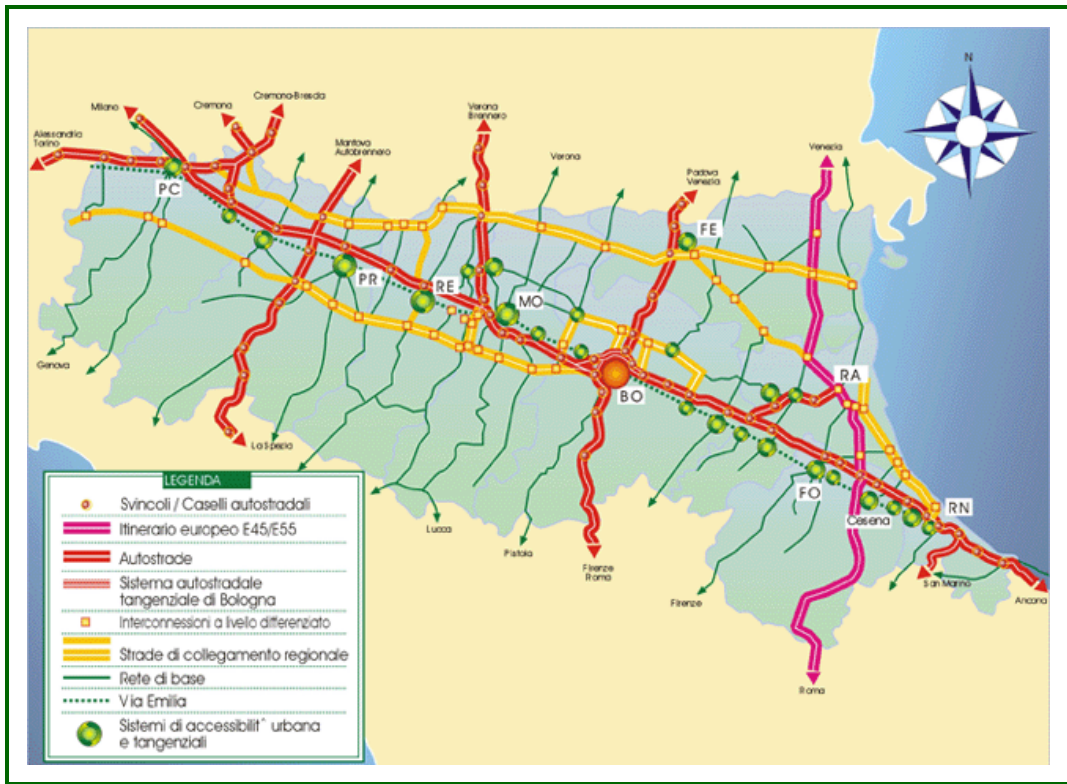 N
Cremona-Brescia
Milano
Cremona
Verona
Brennero
Alessandria
Torino
Mantova
Autobrennero
Verona
Venezia
Padova
Venezia
PC
FE
PR
RE
MO
Genova
BO
RA
La Spezia
FO
Cesena
RN
Lucca
Pistoia
Firenze
Roma
Firenze
San Marino
Ancona
Roma
LEGENDA
Svincoli / Caselli autostradali
Itinerario europeo E45/E55
Autostrade
Sistema autostradale
tangenziale di Bologna
Interconnessioni a livello differenziato
Strade di collegamento regionale
Rete di base
Via Emilia
Sistemi di accessibilit^ urbana
e tangenziali